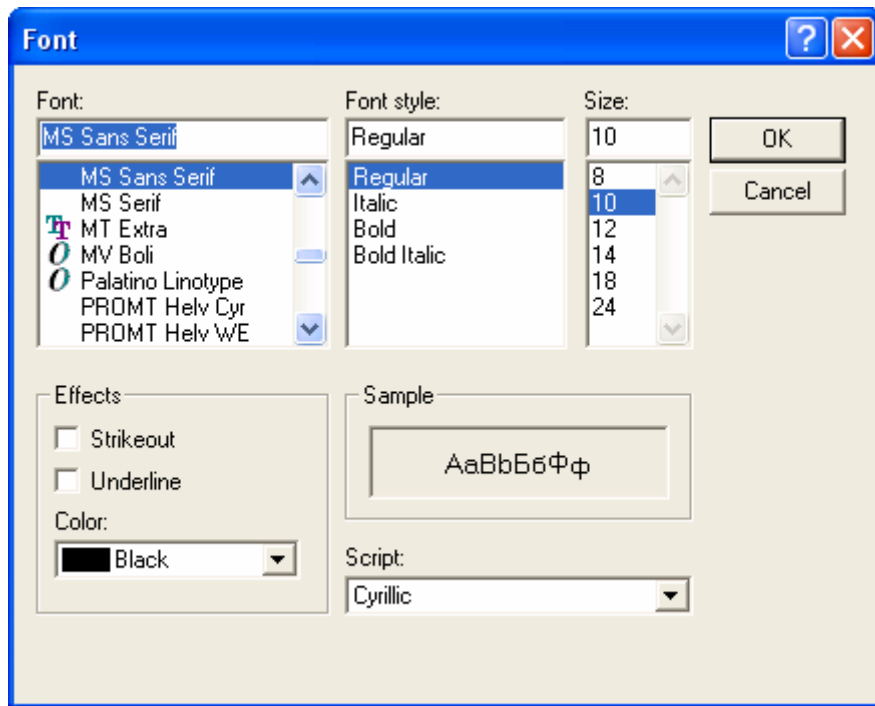 Font
Font:
MS Sans Serif
MS Sans Serif
MS Serif
MT Extra
MV Boli
Palatino Linotype
PROMT Helv Cyr
PROMT Helv WE
Font style:
Regular
Regular
Italic
Bold
Bold Italic
Size:
10
8
10
12
14
18
24
OK
Cancel
Effects
Strikeout
Underline
Color:
Black
Sample
АаВbБбФф
Script:
Cyrillic